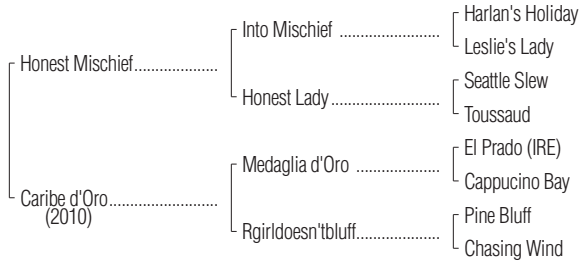 Harlan's Holiday
Into Mischief ....................
Leslie's Lady
Honest Mischief................
Seattle Slew
Honest Lady.....................
Toussaud
El Prado (IRE)
Medaglia d'Oro ................
Cappucino Bay
Caribe d'Oro.....................
(2010)
Pine Bluff
Rgirldoesn'tbluff................
Chasing Wind